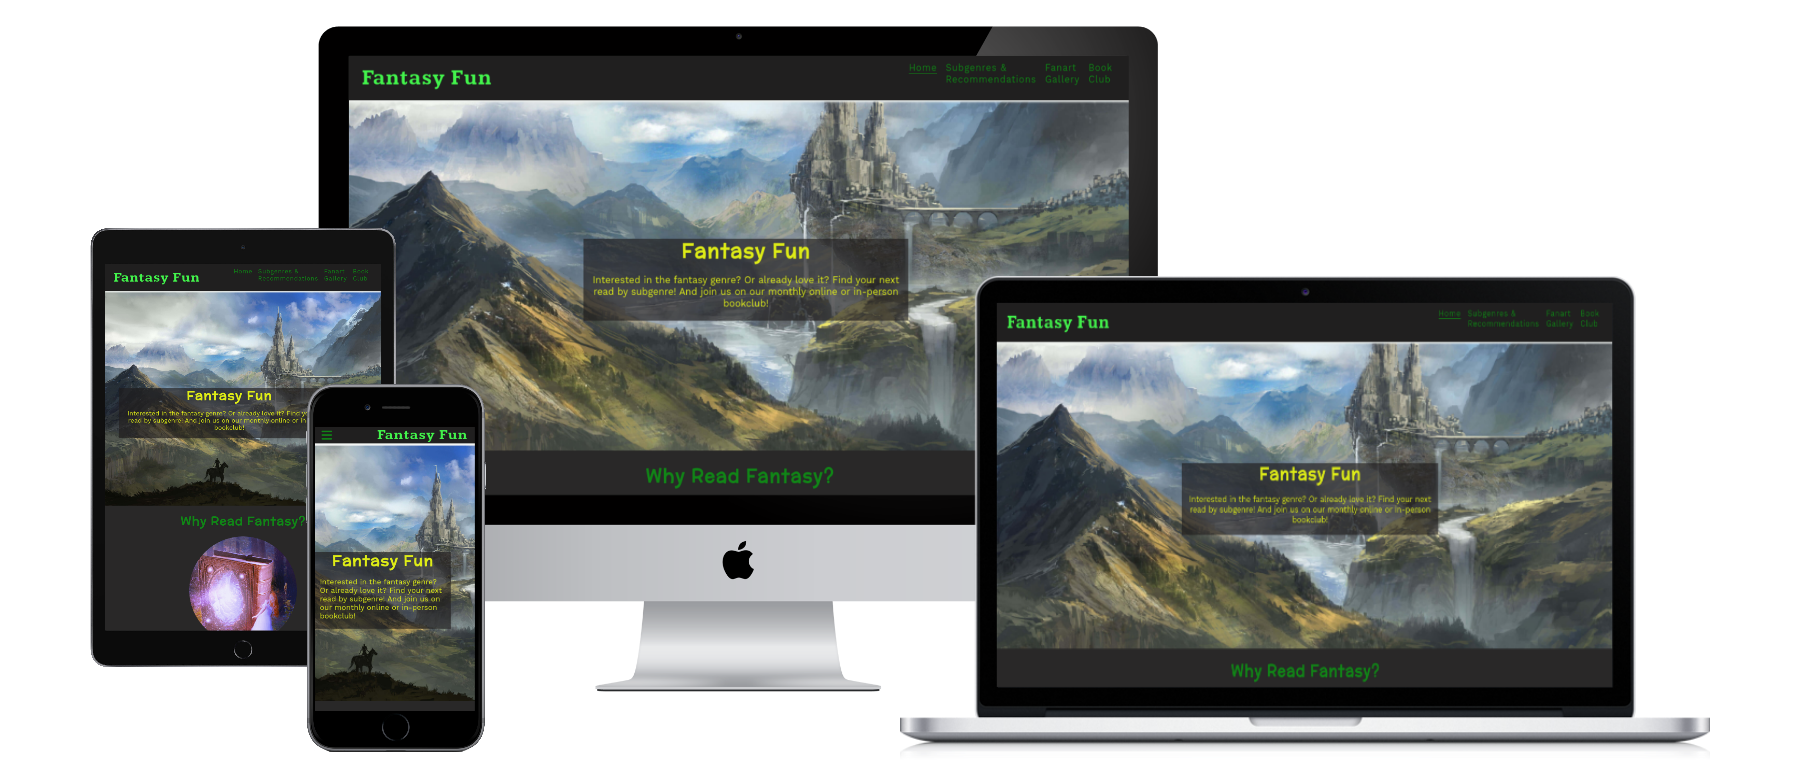 Fantasy Fun
Home Subgenres & Fanart Book
Recommendations Gallery Club
Fantasy Fun
Interested in the fantasy genre? Or already love it? Find your next
read by subgenre! And join us on our monthly online or in-person
bookclub!
Why Read Fantasy?
Fantasy Fun
Home Subgenres & Fanart Book
Recommendations Gallery Club
Fantasy Fun
Interested in the fantasy genre? Or already love it? Find
read by subgenre! And join us on our monthly online or in
bookclub!
Why Read Fantasy?
Fantasy Fun
Fantasy Fun
Interested in the fantasy genre?
Or already love it? Find your next
read by subgenre! And join us on
our monthly online or in-person
bookclub!
Fantasy Fun
Home Subgenres & Fanart Book
Recommendations Gallery Club
Fantasy Fun
Interested in the fantasy genre? Or already love it? Find your next
read by subgenre! And join us on our monthly online or in-person
bookclub!
Why Read Fantasy?